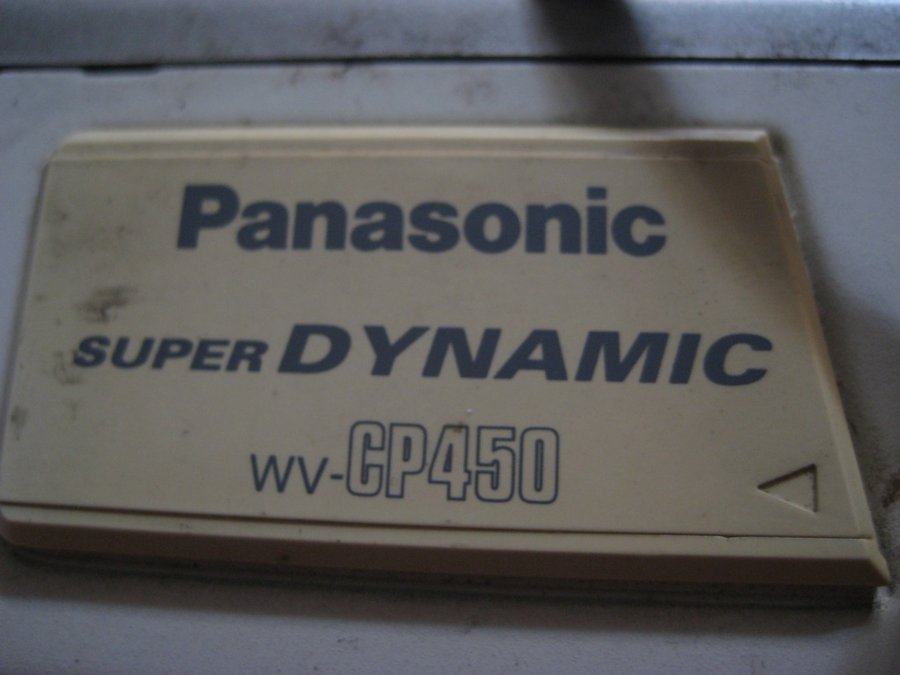 Panasonic
SUPER DYNAMIC
WV-CP450